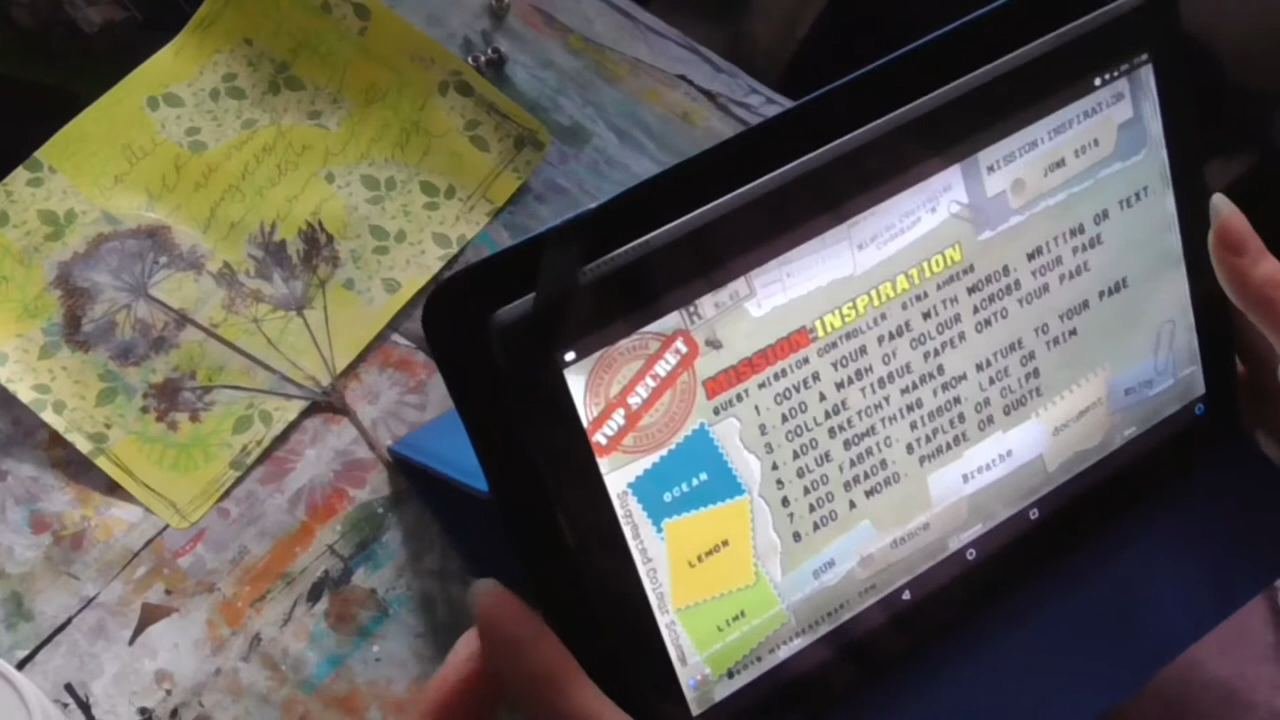 MISSION:INSPIRATION
JUNE 2018
TOP SECRET
MISSION:INSPIRATION
GUEST MISSION CONTROLLER: GINA AHRENS
1. COVER YOUR PAGE WITH WORDS, WRITING OR TEXT
2. ADD A WASH OF COLOUR ACROSS YOUR PAGE
3. COLLAGE TISSUE PAPER ONTO YOUR PAGE
4. ADD SKETCHY MARKS
5. GLUE SOMETHING FROM NATURE TO YOUR PAGE
6. ADD FABRIC, RIBBON, LACE OR TRIM
7. ADD BRADS, STAPLES OR CLIPS
8. ADD A WORD, PHRASE OR QUOTE
OCEAN
LEMON
LIME
Suggested Colour Scheme
SUN
dance
Breathe
document